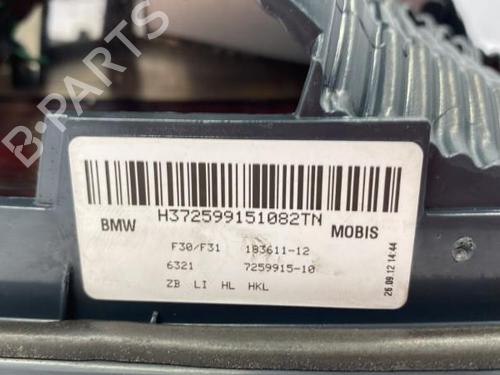 B-PARTS
H372599151082TN
BMW MOBIS
F30/F31 183611-12
6321 7259915-10
ZB LI HL HKL
26.09.12 14:44